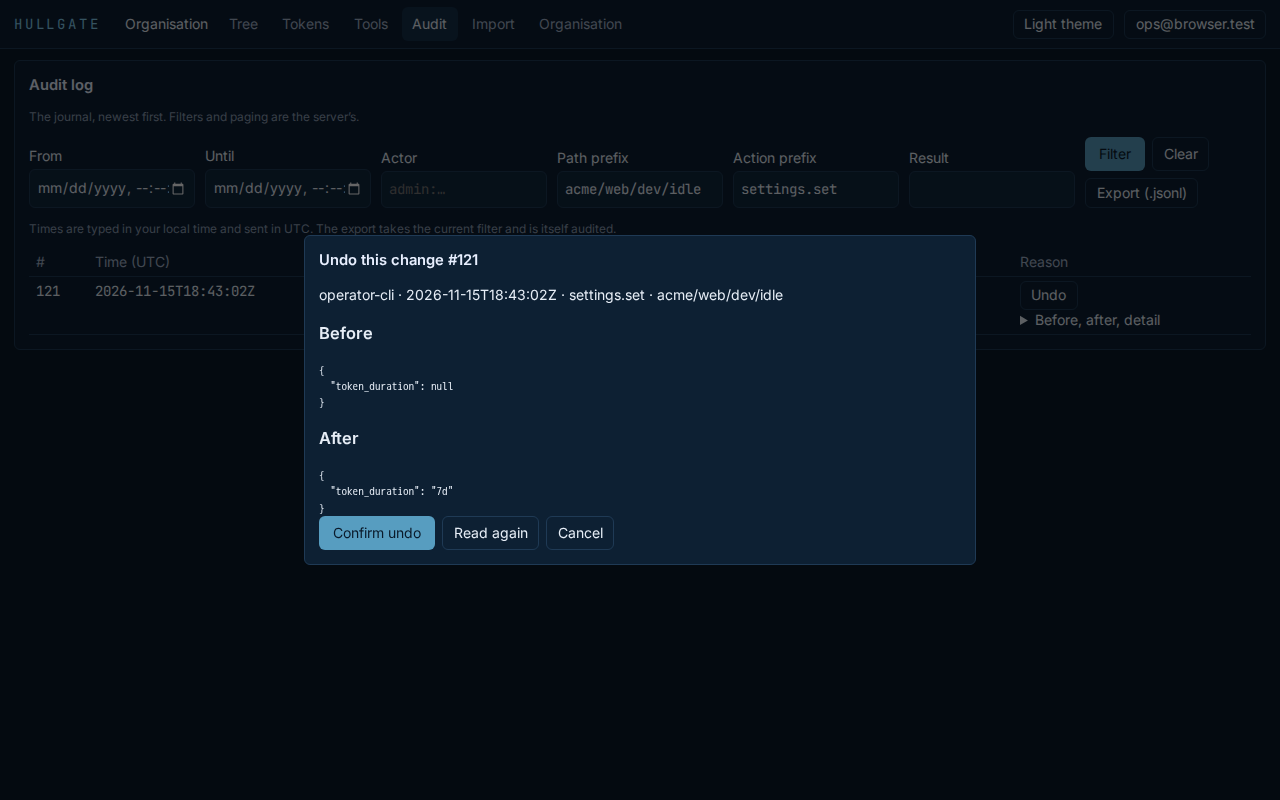 HULLGATE Organisation Tree Tokens Tools Audit Import Organisation Light theme ops@browser.test
Audit log
The journal, newest first. Filters and paging are the server's.
From Until Actor Path prefix Action prefix Result Filter Clear
mm/dd/yyyy, --:--: mm/dd/yyyy, --:--: admin:… acme/web/dev/idle settings.set Export (.jsonl)
Times are typed in your local time and sent in UTC. The export takes the current filter and is itself audited.
# Time (UTC) Reason
121 2026-11-15T18:43:02Z Undo
Before, after, detail
Undo this change #121
operator-cli · 2026-11-15T18:43:02Z · settings.set · acme/web/dev/idle
Before
{
"token_duration": null
}
After
{
"token_duration": "7d"
}
Confirm undo Read again Cancel